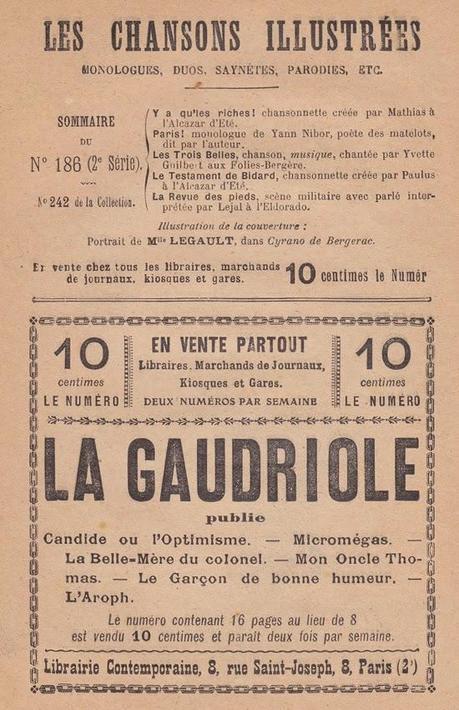 LES CHANSONS ILLUSTRÉES
MONOLOGUES, DUOS, SAYNÈTES, PARODIES, ETC.
SOMMAIRE
DU
N° 186 (2e Série).
N° 242 de la Collection.
Y a qu'les riches! chansonnette créée par Mathias à
l'Alcazar d'Eté.
Paris! monologue de Yann Nibor, poète des matelots,
dit par l'auteur.
Les Trois Belles, chanson, musique, chantée par Yvette
Guilbert aux Folies-Bergère.
Le Testament de Bidard, chansonnette créée par Paulus
à l'Alcazar d'Eté.
La Revue des pieds, scène militaire avec parlé inter-
prétée par Lejal à l'Eldorado.
Illustration de la couverture :
Portrait de Mlle LEGAULT, dans Cyrano de Bergerac.
En vente chez tous les libraires, marchands
de journaux, kiosques et gares.
10 centimes le Numér
10
centimes
LE NUMÉRO
EN VENTE PARTOUT
Libraires, Marchands de Journaux,
Kiosques et Gares.
DEUX NUMÉROS PAR SEMAINE
10
centimes
LE NUMÉRO
LA GAUDRIOLE
publie
Candide ou l'Optimisme. — Micromégas. —
La Belle-Mère du colonel. — Mon Oncle Tho-
mas. — Le Garçon de bonne humeur. —
L'Aroph.
Le numéro contenant 16 pages au lieu de 8
est vendu 10 centimes et paraît deux fois par semaine.
Librairie Contemporaine, 8, rue Saint-Joseph, 8, Paris (2e)